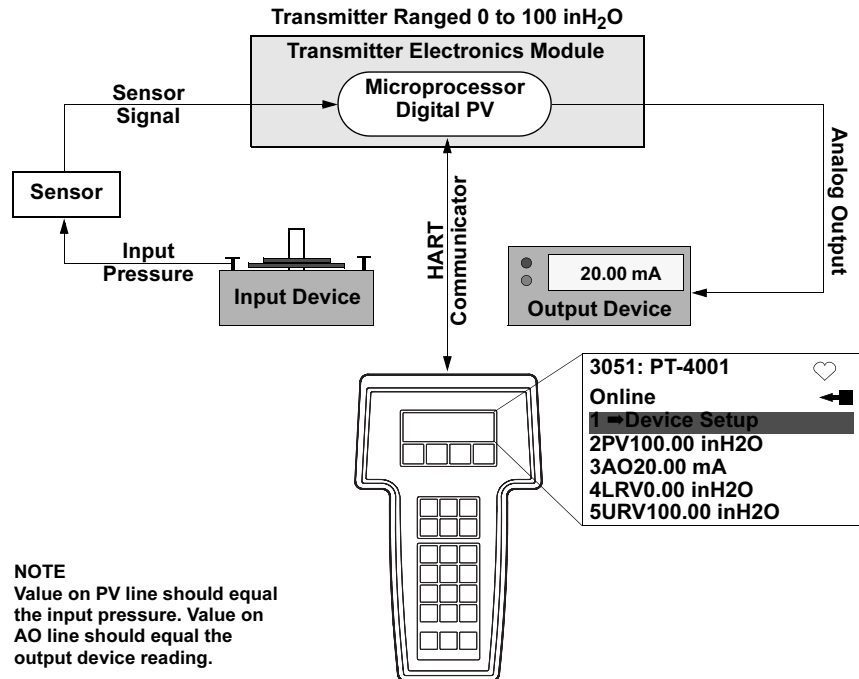 Transmitter Ranged 0 to 100 inH2O
Transmitter Electronics Module
Microprocessor
Digital PV
Sensor
Signal
Analog Output
Sensor
HART
Communicator
Input
Pressure
Input Device
20.00 mA
Output Device
3051: PT-4001
Online
1 ➡Device Setup
2PV100.00 inH2O
3AO20.00 mA
4LRV0.00 inH2O
5URV100.00 inH2O
NOTE
Value on PV line should equal
the input pressure. Value on
AO line should equal the
output device reading.